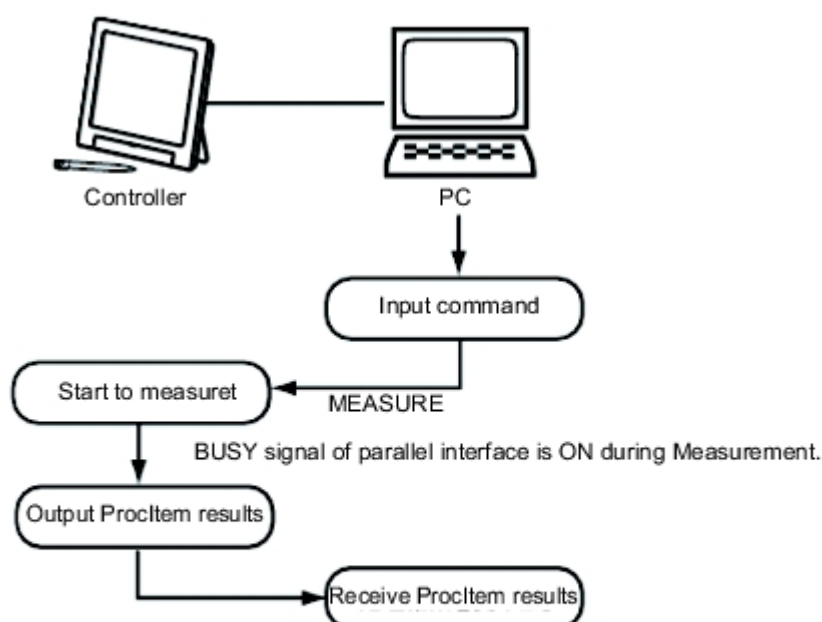 Controller
PC
Input command
Start to measuret
MEASURE
BUSY signal of parallel interface is ON during Measurement.
Output ProcItem results
Receive ProcItem results